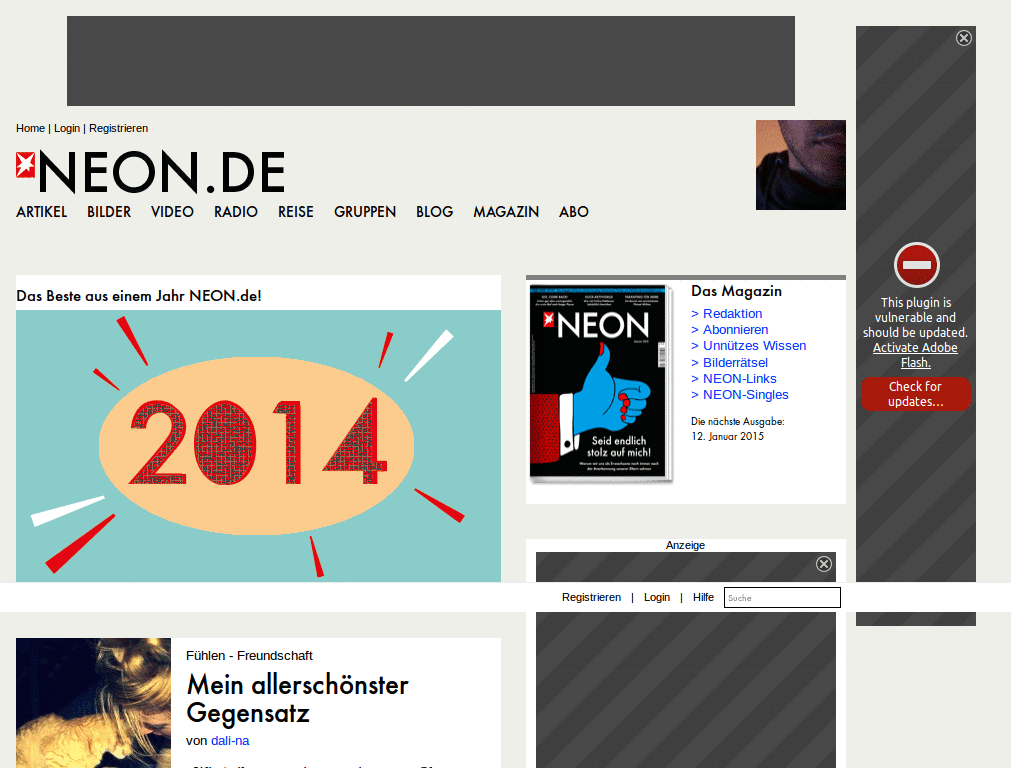 Home | Login | Registrieren
NEON.DE
ARTIKEL BILDER VIDEO RADIO REISE GRUPPEN BLOG MAGAZIN ABO
Das Beste aus einem Jahr NEON.de!
2014
NEON
Seid endlich
stolz auf mich!
Das Magazin
> Redaktion
> Abonnieren
> Unnützes Wissen
> Bilderrätsel
> NEON-Links
> NEON-Singles
Die nächste Ausgabe:
12. Januar 2015
This plugin is
vulnerable and
should be updated.
Activate Adobe
Flash.
Check for
updates...
Anzeige
Registrieren | Login | Hilfe Suche
Fühlen - Freundschaft
Mein allerschönster
Gegensatz
von dali-na